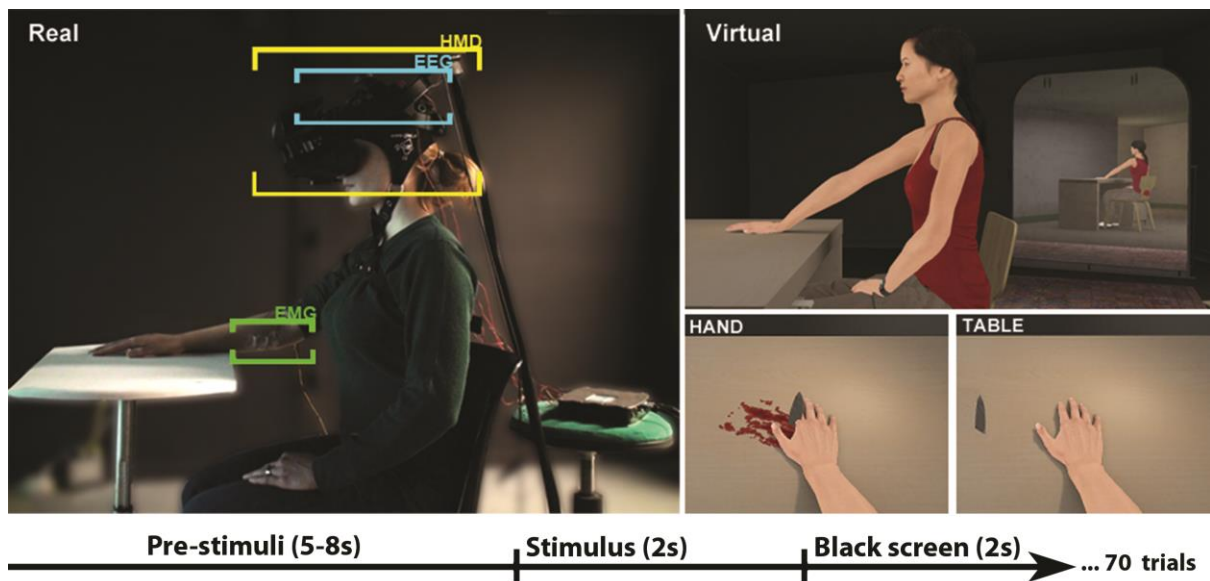 Real
HMD
EEG
EMG
Virtual
HAND
TABLE
Pre-stimuli (5-8s)
Stimulus (2s)
Black screen (2s)
... 70 trials